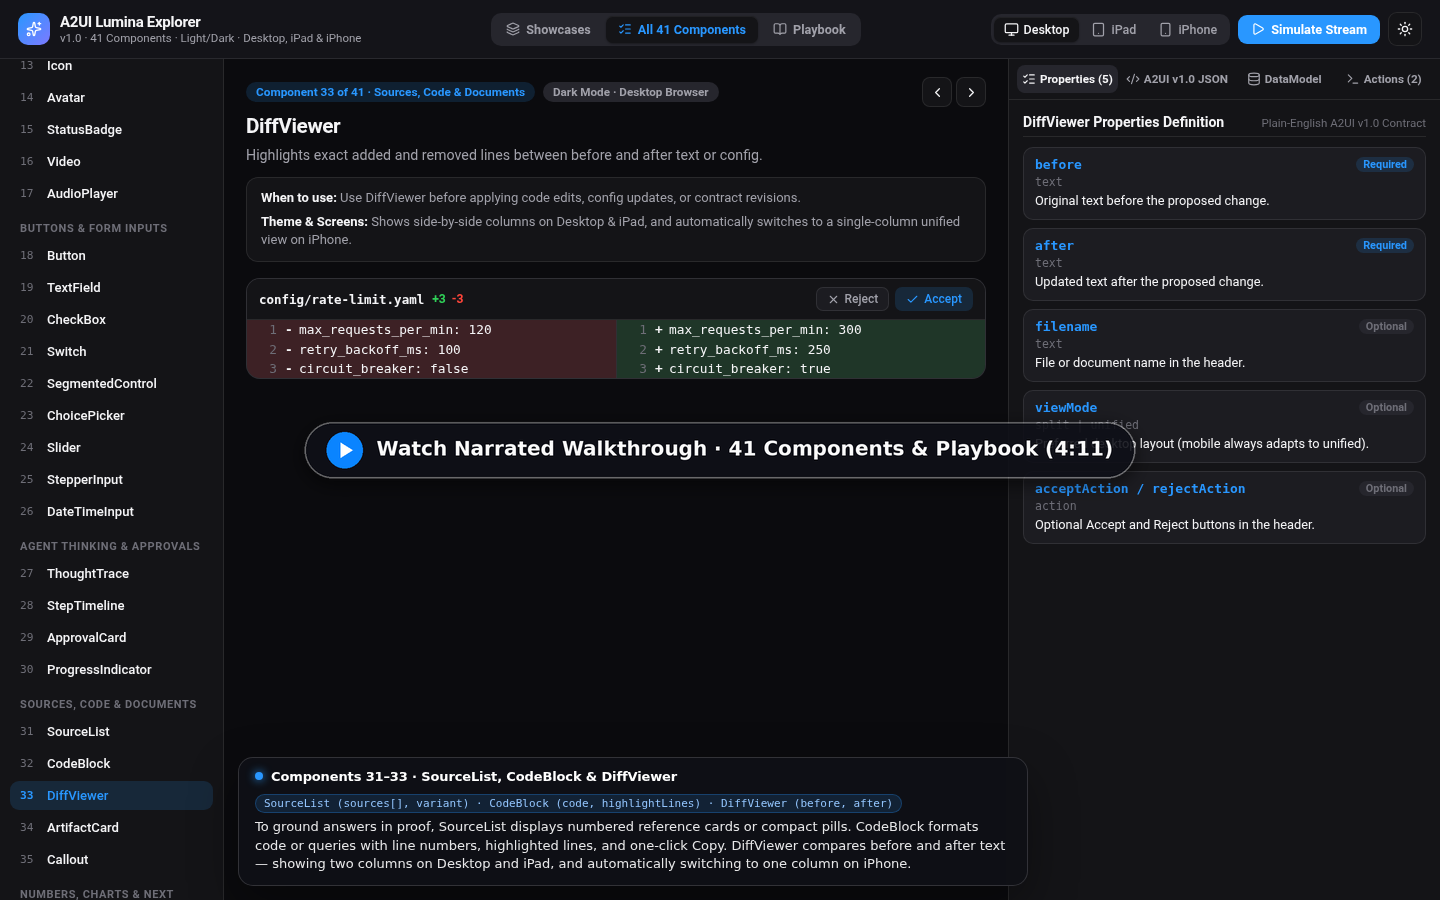 A2UI Lumina Explorer
v1.0 · 41 Components · Light/Dark · Desktop, iPad & iPhone
Showcases
All 41 Components
Playbook
Desktop
iPad
iPhone
Simulate Stream
13 Icon
14 Avatar
15 StatusBadge
16 Video
17 AudioPlayer
BUTTONS & FORM INPUTS
18 Button
19 TextField
20 CheckBox
21 Switch
22 SegmentedControl
23 ChoicePicker
24 Slider
25 StepperInput
26 DateTimeInput
AGENT THINKING & APPROVALS
27 ThoughtTrace
28 StepTimeline
29 ApprovalCard
30 ProgressIndicator
SOURCES, CODE & DOCUMENTS
31 SourceList
32 CodeBlock
33 DiffViewer
34 ArtifactCard
35 Callout
NUMBERS, CHARTS & NEXT
Component 33 of 41 · Sources, Code & Documents
Dark Mode · Desktop Browser
DiffViewer
Highlights exact added and removed lines between before and after text or config.
When to use: Use DiffViewer before applying code edits, config updates, or contract revisions.
Theme & Screens: Shows side-by-side columns on Desktop & iPad, and automatically switches to a single-column unified
view on iPhone.
config/rate-limit.yaml +3 -3
Reject
Accept
1 - max_requests_per_min: 120
2 - retry_backoff_ms: 100
3 - circuit_breaker: false
1 + max_requests_per_min: 300
2 + retry_backoff_ms: 250
3 + circuit_breaker: true
Watch Narrated Walkthrough · 41 Components & Playbook (4:11)
Components 31–33 · SourceList, CodeBlock & DiffViewer
SourceList (sources[], variant) · CodeBlock (code, highlightLines) · DiffViewer (before, after)
To ground answers in proof, SourceList displays numbered reference cards or compact pills. CodeBlock formats
code or queries with line numbers, highlighted lines, and one-click Copy. DiffViewer compares before and after text
— showing two columns on Desktop and iPad, and automatically switching to one column on iPhone.
Properties (5)
</> A2UI v1.0 JSON
DataModel
Actions (2)
DiffViewer Properties Definition
Plain-English A2UI v1.0 Contract
before
Required
text
Original text before the proposed change.
after
Required
text
Updated text after the proposed change.
filename
Optional
text
File or document name in the header.
viewMode
Optional
layout (mobile always adapts to unified).
acceptAction / rejectAction
Optional
action
Optional Accept and Reject buttons in the header.